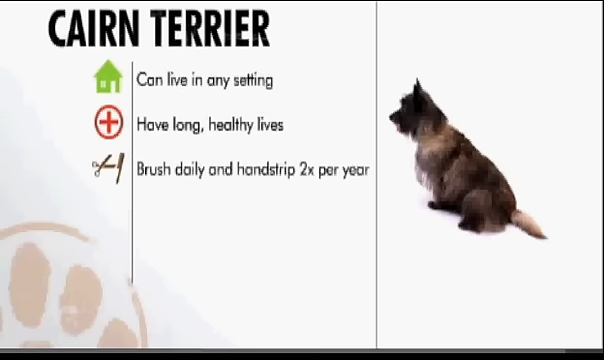 CAIRN TERRIER
Can live in any setting
Have long, healthy lives
Brush daily and handstrip 2x per year